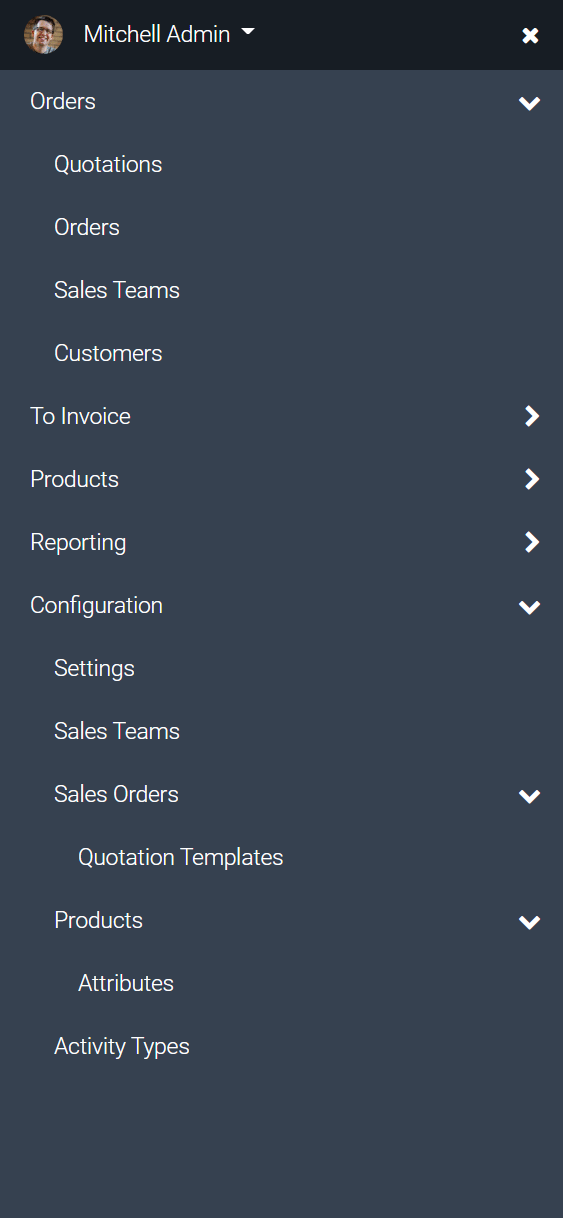 Mitchell Admin
Orders
Quotations
Orders
Sales Teams
Customers
To Invoice
Products
Reporting
Configuration
Settings
Sales Teams
Sales Orders
Quotation Templates
Products
Attributes
Activity Types